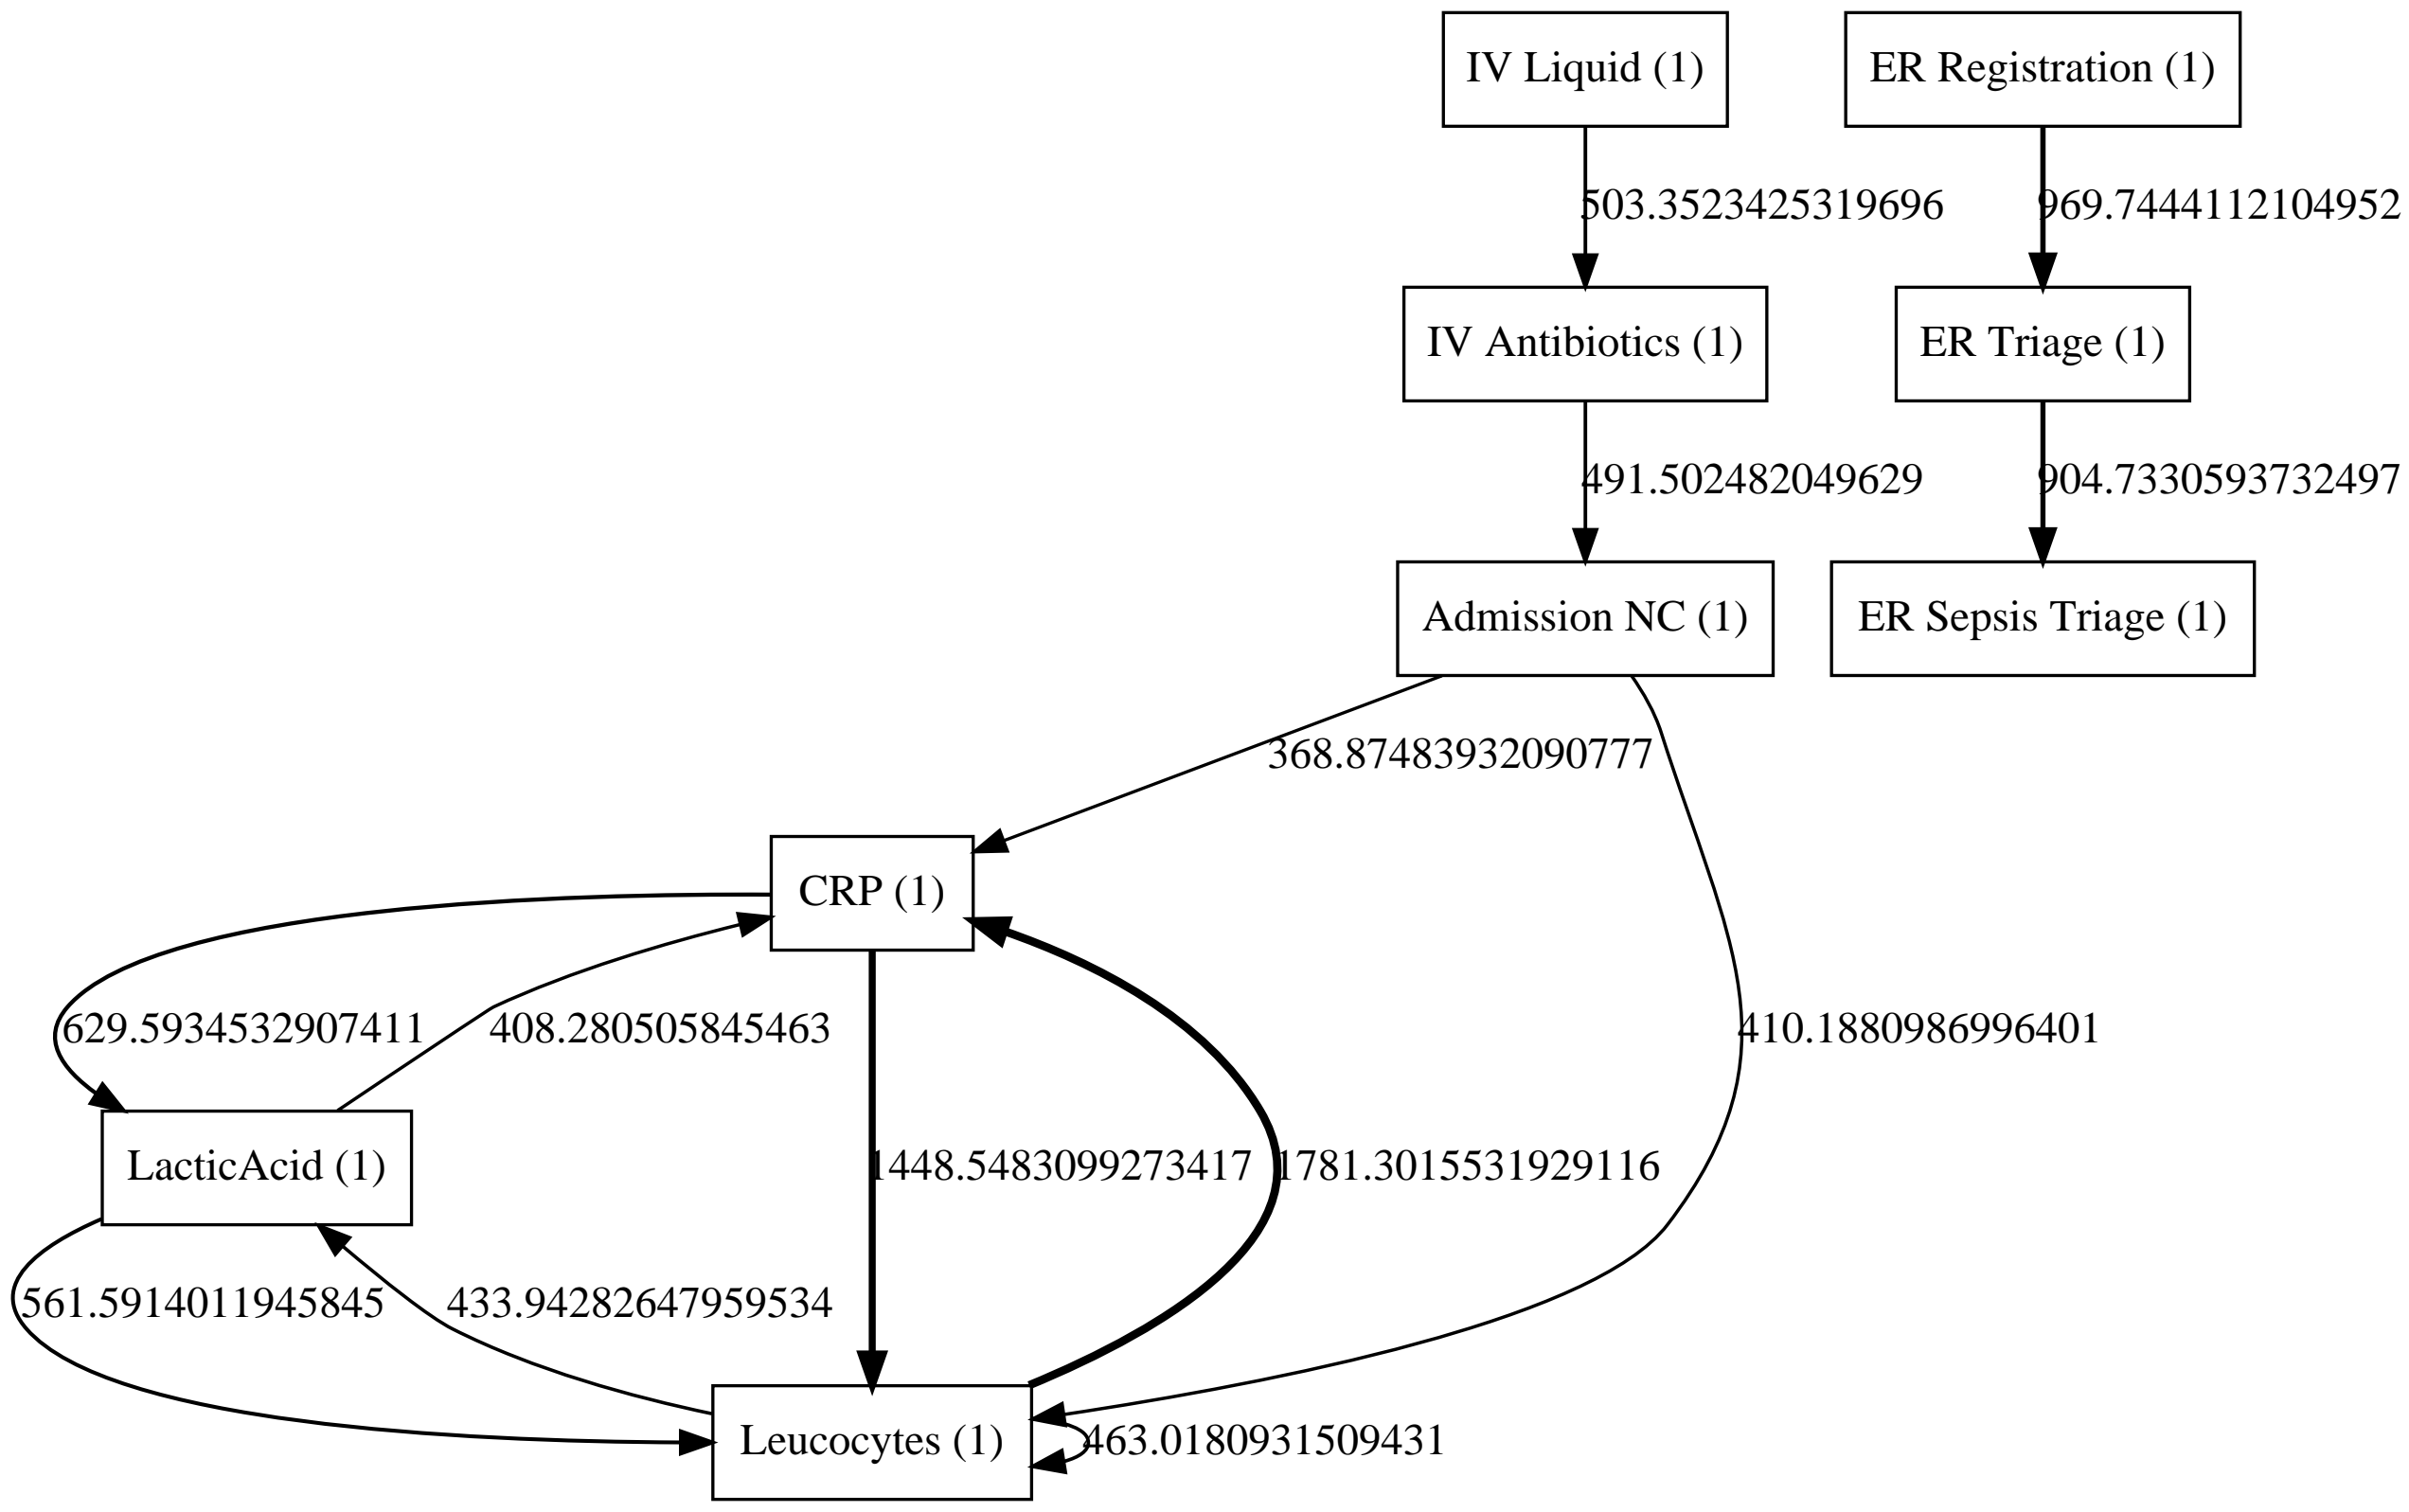 IV Liquid (1)
ER Registration (1)
503.3523425319696
969.7444112104952
IV Antibiotics (1)
ER Triage (1)
491.502482049629
904.7330593732497
Admission NC (1)
ER Sepsis Triage (1)
368.87483932090777
CRP (1)
629.5934532907411
408.280505845463
410.1880986996401
LacticAcid (1)
1448.5483099273417
1781.3015531929116
561.5914011945845
433.94282647959534
Leucocytes (1)
463.0180931509431